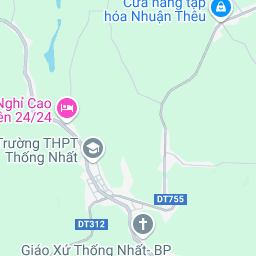 Cửa hàng tạp
hóa Nhuận Thêu
Nghỉ Cao
ên 24/24
Trường THPT
Thống Nhất
DT755
DT312
Giáo Xứ Thống Nhất- BP